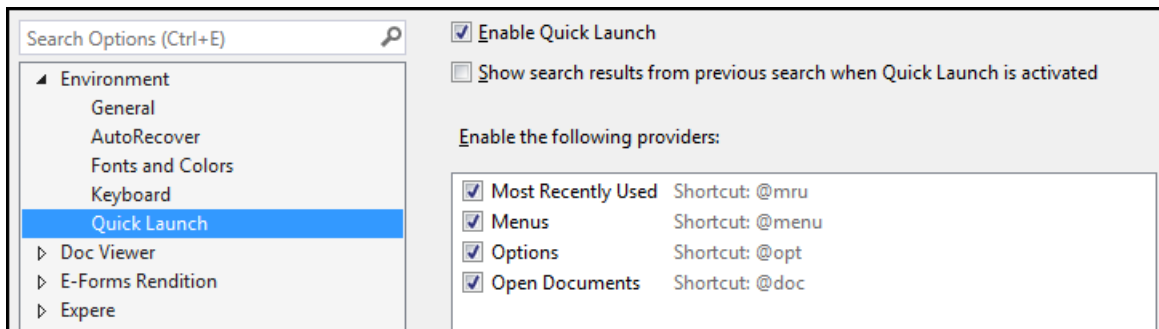 Search Options (Ctrl+E)
Environment
General
AutoRecover
Fonts and Colors
Keyboard
Quick Launch
Doc Viewer
E-Forms Rendition
Expere
Enable Quick Launch
Show search results from previous search when Quick Launch is activated
Enable the following providers:
Most Recently Used Shortcut: @mru
Menus Shortcut: @menu
Options Shortcut: @opt
Open Documents Shortcut: @doc